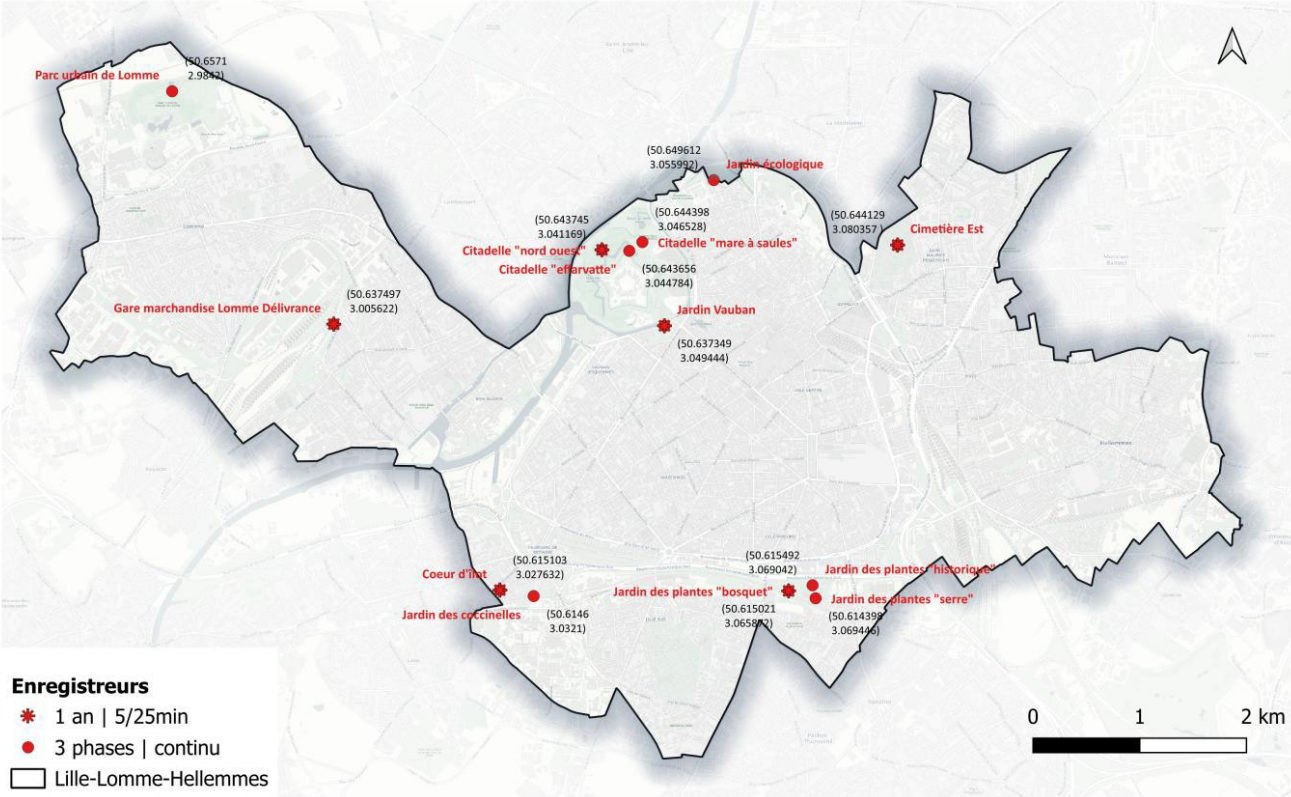 (50.6571
2.9842)
Parc urbain de Lomme
(50.649612
3.055992)
Jardin écologique
(50.643745
3.041169)
(50.644398
3.046528)
(50.644129
3.080357 )
Cimetière Est
Citadelle "nord ouest"
Citadelle "mare à saules"
Citadelle "effarvatte"
(50.643656
3.044784)
(50.637497
3.005622)
Gare marchandise Lomme Délivrance
Jardin Vauban
(50.637349
3.049444)
(50.615103
3.027632)
Coeur d'îlot
Jardin des coccinelles
(50.6146
3.0321)
(50.615492
3.069042)
Jardin des plantes "historique"
Jardin des plantes "bosquet"
Jardin des plantes "serre"
(50.615021
3.065872)
(50.614398
3.069446)
Enregistreurs
1 an | 5/25min
3 phases | continu
Lille-Lomme-Hellemmes
0 1 2 km